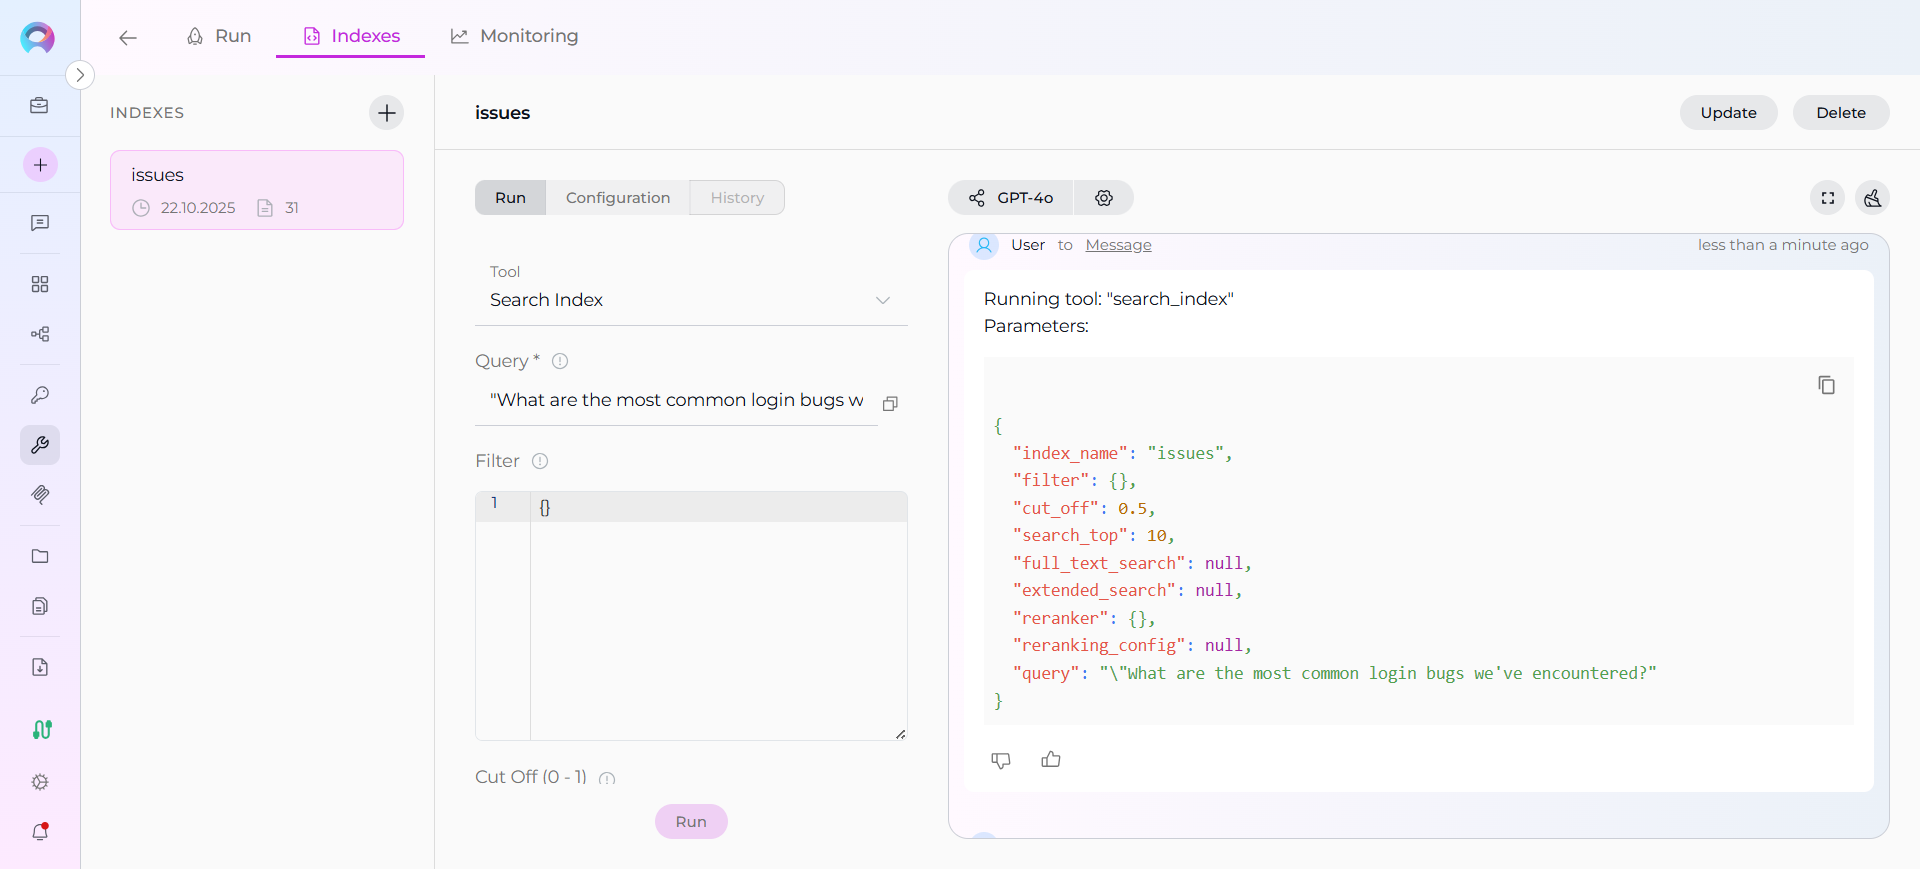 Run
Indexes
Monitoring
INDEXES
issues
22.10.2025
31
issues
Update
Delete
Run
Configuration
History
Tool
Search Index
Query *
"What are the most common login bugs w
Filter
1
{}
Cut Off (0 - 1)
Run
GPT-4o
User to Message
less than a minute ago
Running tool: "search_index"
Parameters:
{
"index_name": "issues",
"filter": {},
"cut_off": 0.5,
"search_top": 10,
"full_text_search": null,
"extended_search": null,
"reranker": {},
"reranking_config": null,
"query": "\"What are the most common login bugs we've encountered?"
}